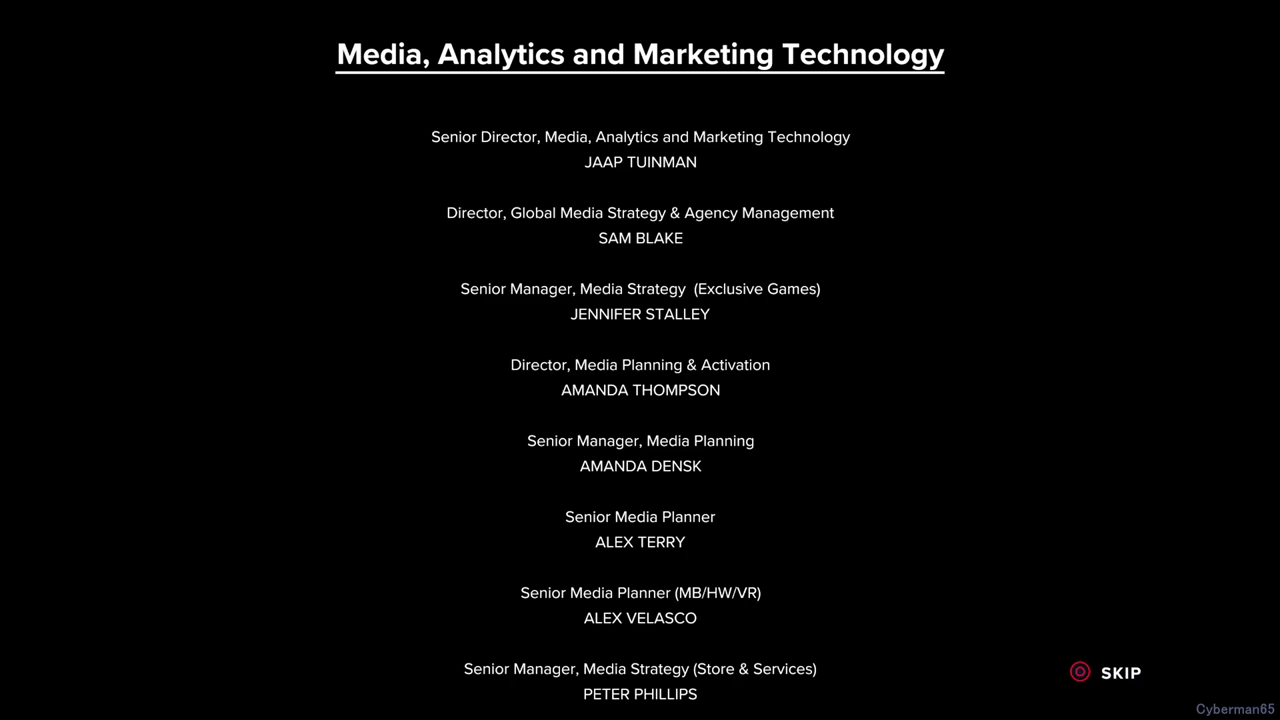 Media, Analytics and Marketing Technology
Senior Director, Media, Analytics and Marketing Technology
JAAP TUINMAN
Director, Global Media Strategy & Agency Management
SAM BLAKE
Senior Manager, Media Strategy  (Exclusive Games)
JENNIFER STALLEY
Director, Media Planning & Activation
AMANDA THOMPSON
Senior Manager, Media Planning
AMANDA DENSK
Senior Media Planner
ALEX TERRY
Senior Media Planner (MB/HW/VR)
ALEX VELASCO
Senior Manager, Media Strategy (Store & Services)
PETER PHILLIPS
SKIP
Cyberman65